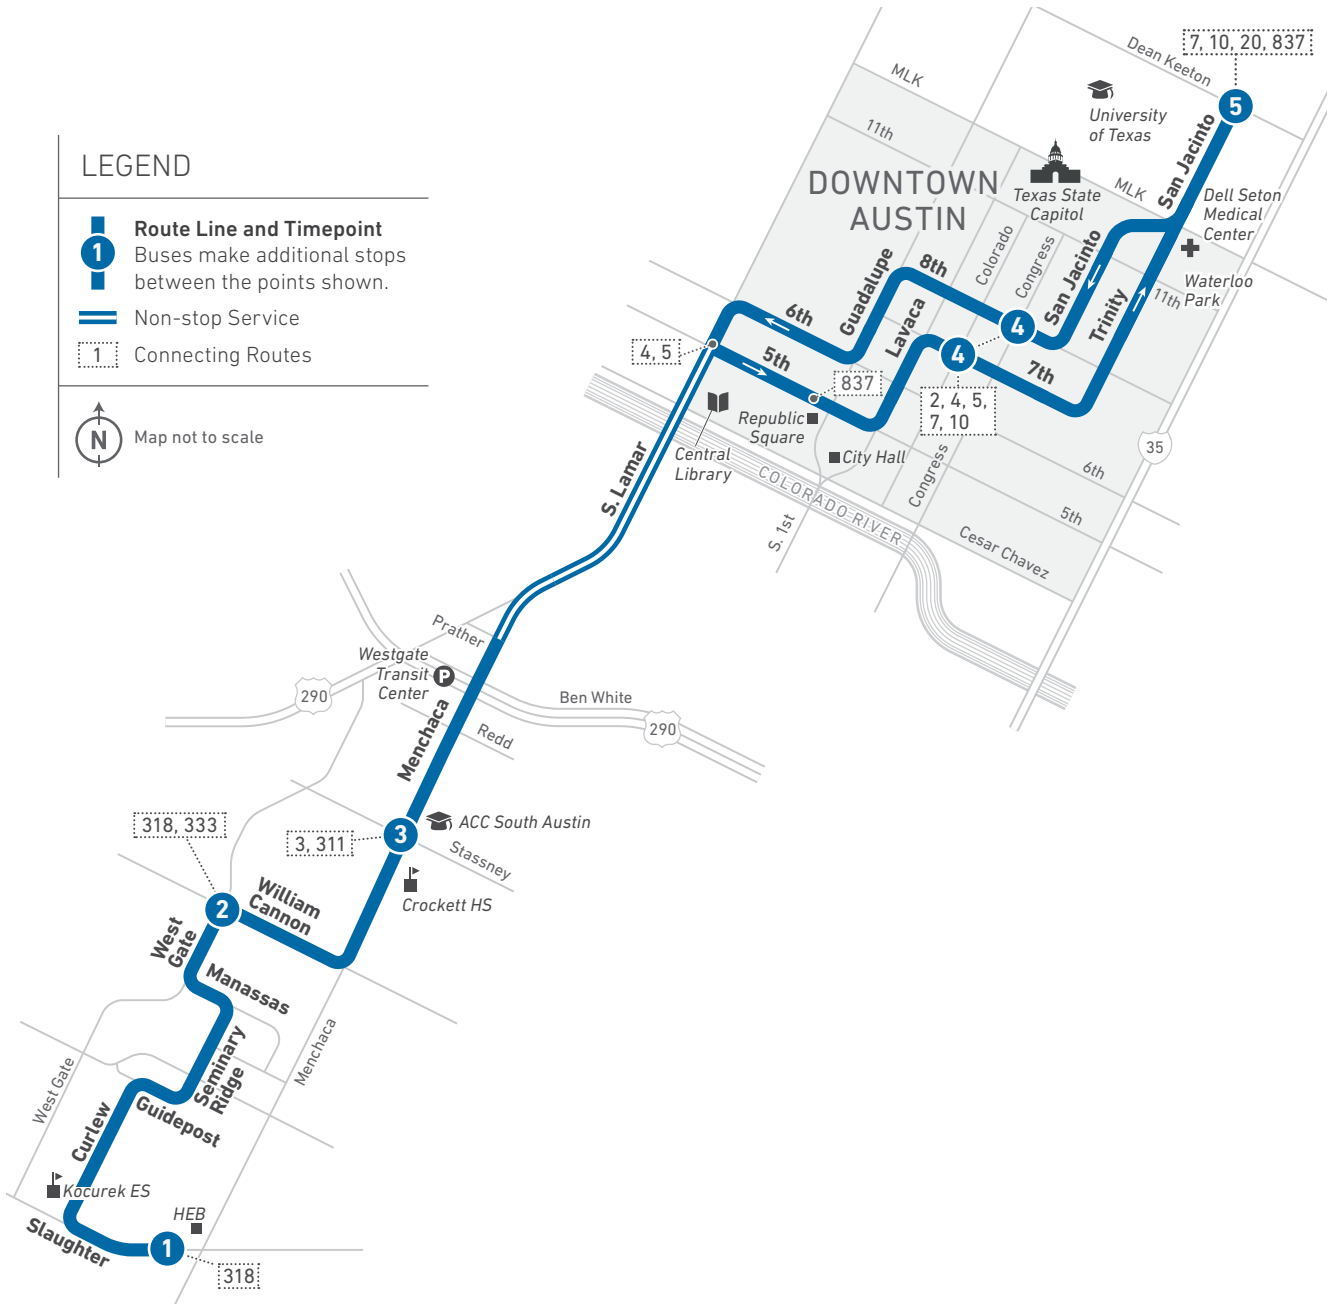 LEGEND
1
Route Line and Timepoint
Buses make additional stops
between the points shown.
Non-stop Service
1
Connecting Routes
N
Map not to scale
7, 10, 20, 837
Dean Keeton
5
MLK
University
of Texas
San Jacinto
11th
DOWNTOWN
AUSTIN
Texas State
Capitol
MLK
Dell Seton
Medical
Center
Waterloo
Park
11th
Colorado
Congress
San Jacinto
Trinity
8th
Guadalupe
Lavaca
4
4
7th
6th
5th
4, 5
837
2, 4, 5,
7, 10
Republic
Square
City Hall
Central
Library
Congress
35
6th
5th
COLORADO RIVER
Cesar Chavez
S. 1st
S. Lamar
Prather
Westgate
Transit
Center
P
290
Ben White
290
Redd
Menchaca
318, 333
3, 311
3
ACC South Austin
Stassney
Crockett HS
2
William
Cannon
West
Gate
Manassas
Seminary
Ridge
Menchaca
West Gate
Guidepost
Curlew
Kocurek ES
HEB
Slaughter
1
318